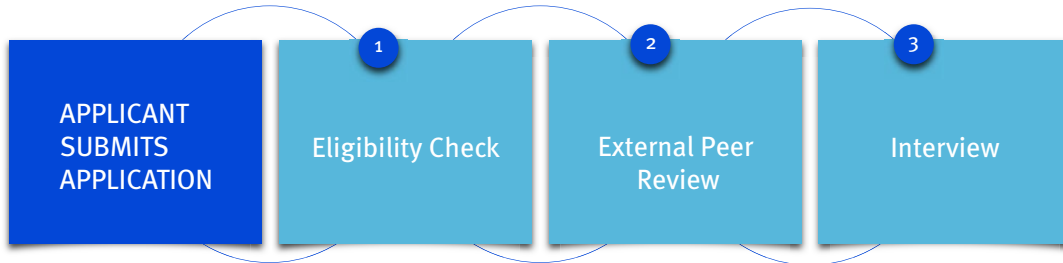 APPLICANT
SUBMITS
APPLICATION
1
Eligibility Check
2
External Peer
Review
3
Interview